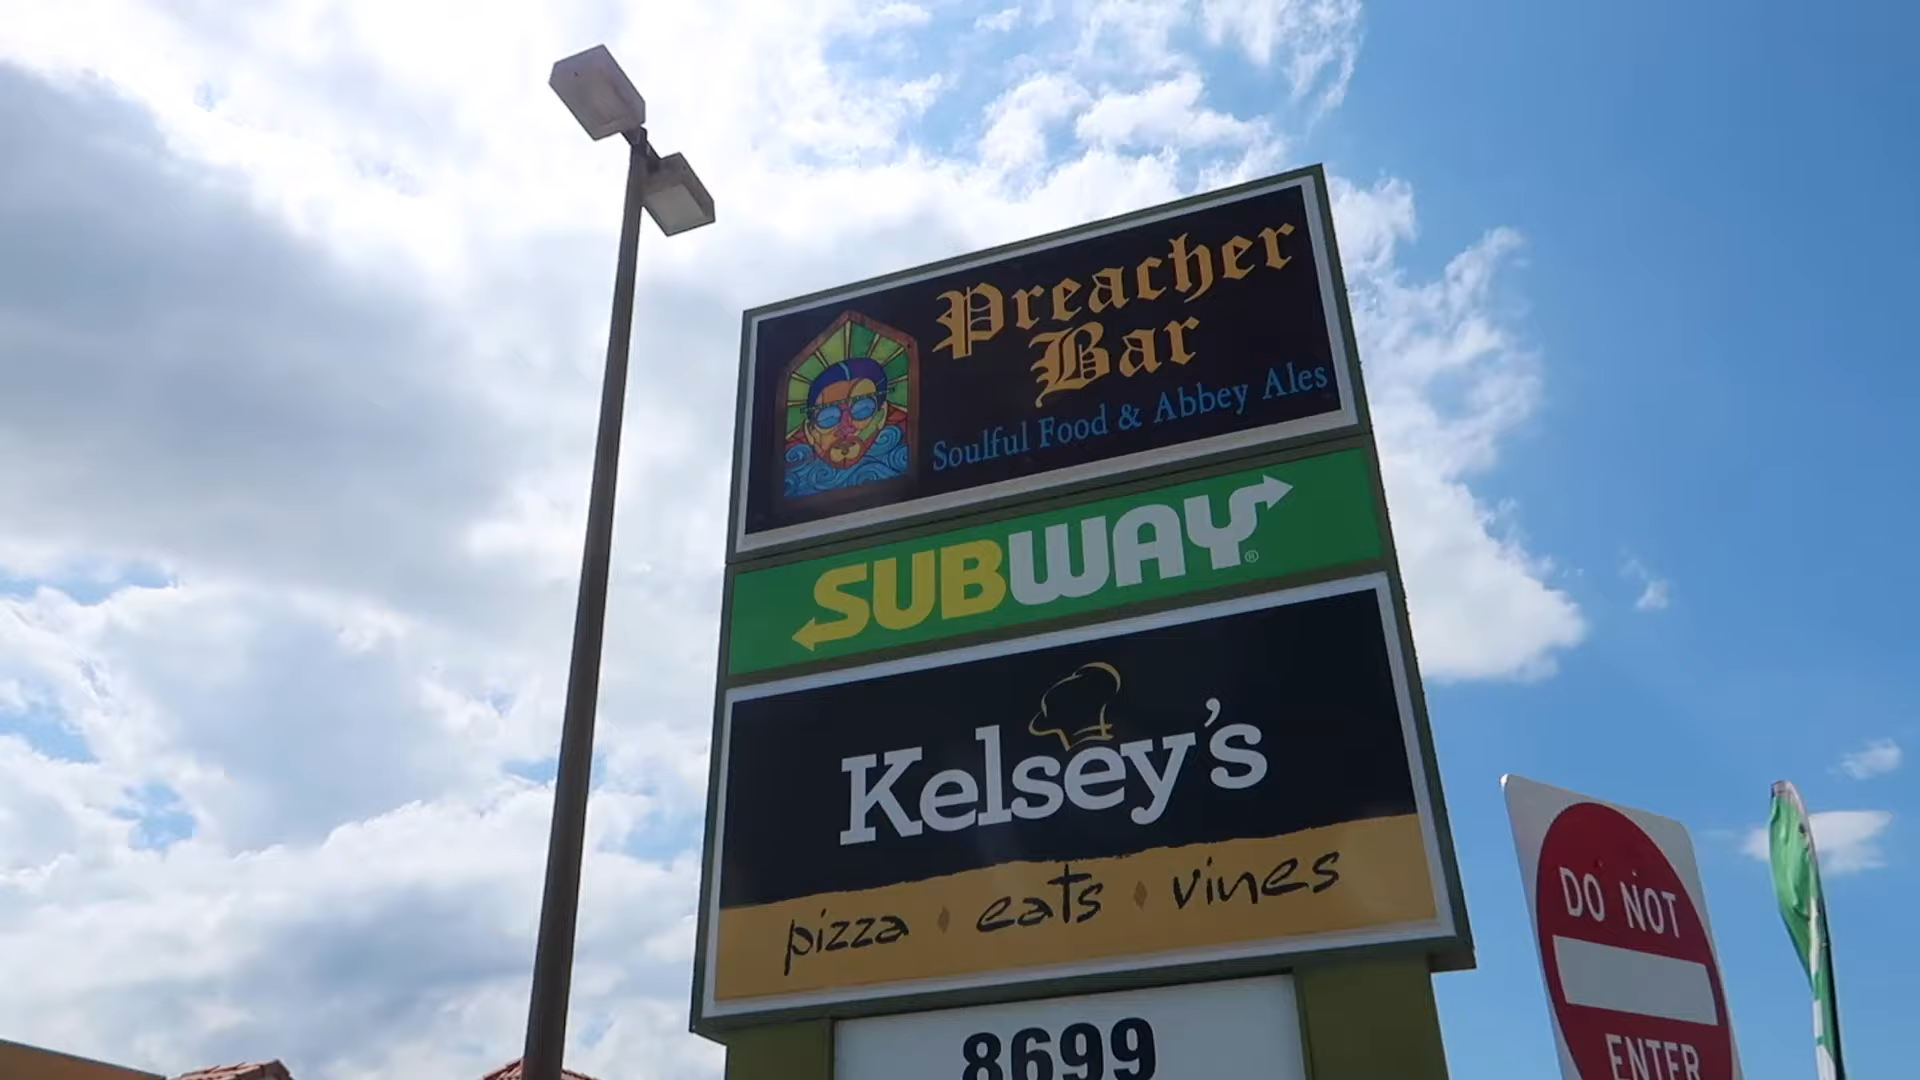 Preacher
Bar
Soulful Food & Abbey Ales
SUBWAY®
Kelsey's
pizza ♦ eats ♦ vines
8699
DO NOT
ENTER